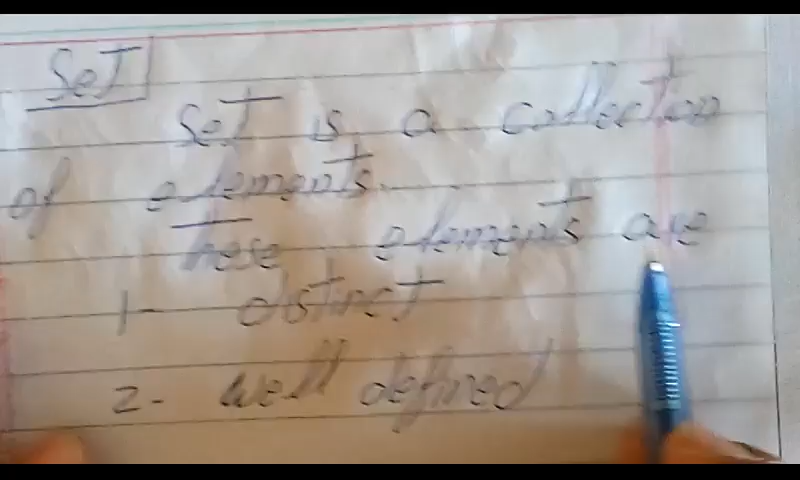 Set
Set is a collection
of elements.
These elements are
1- distinct
2- well defined